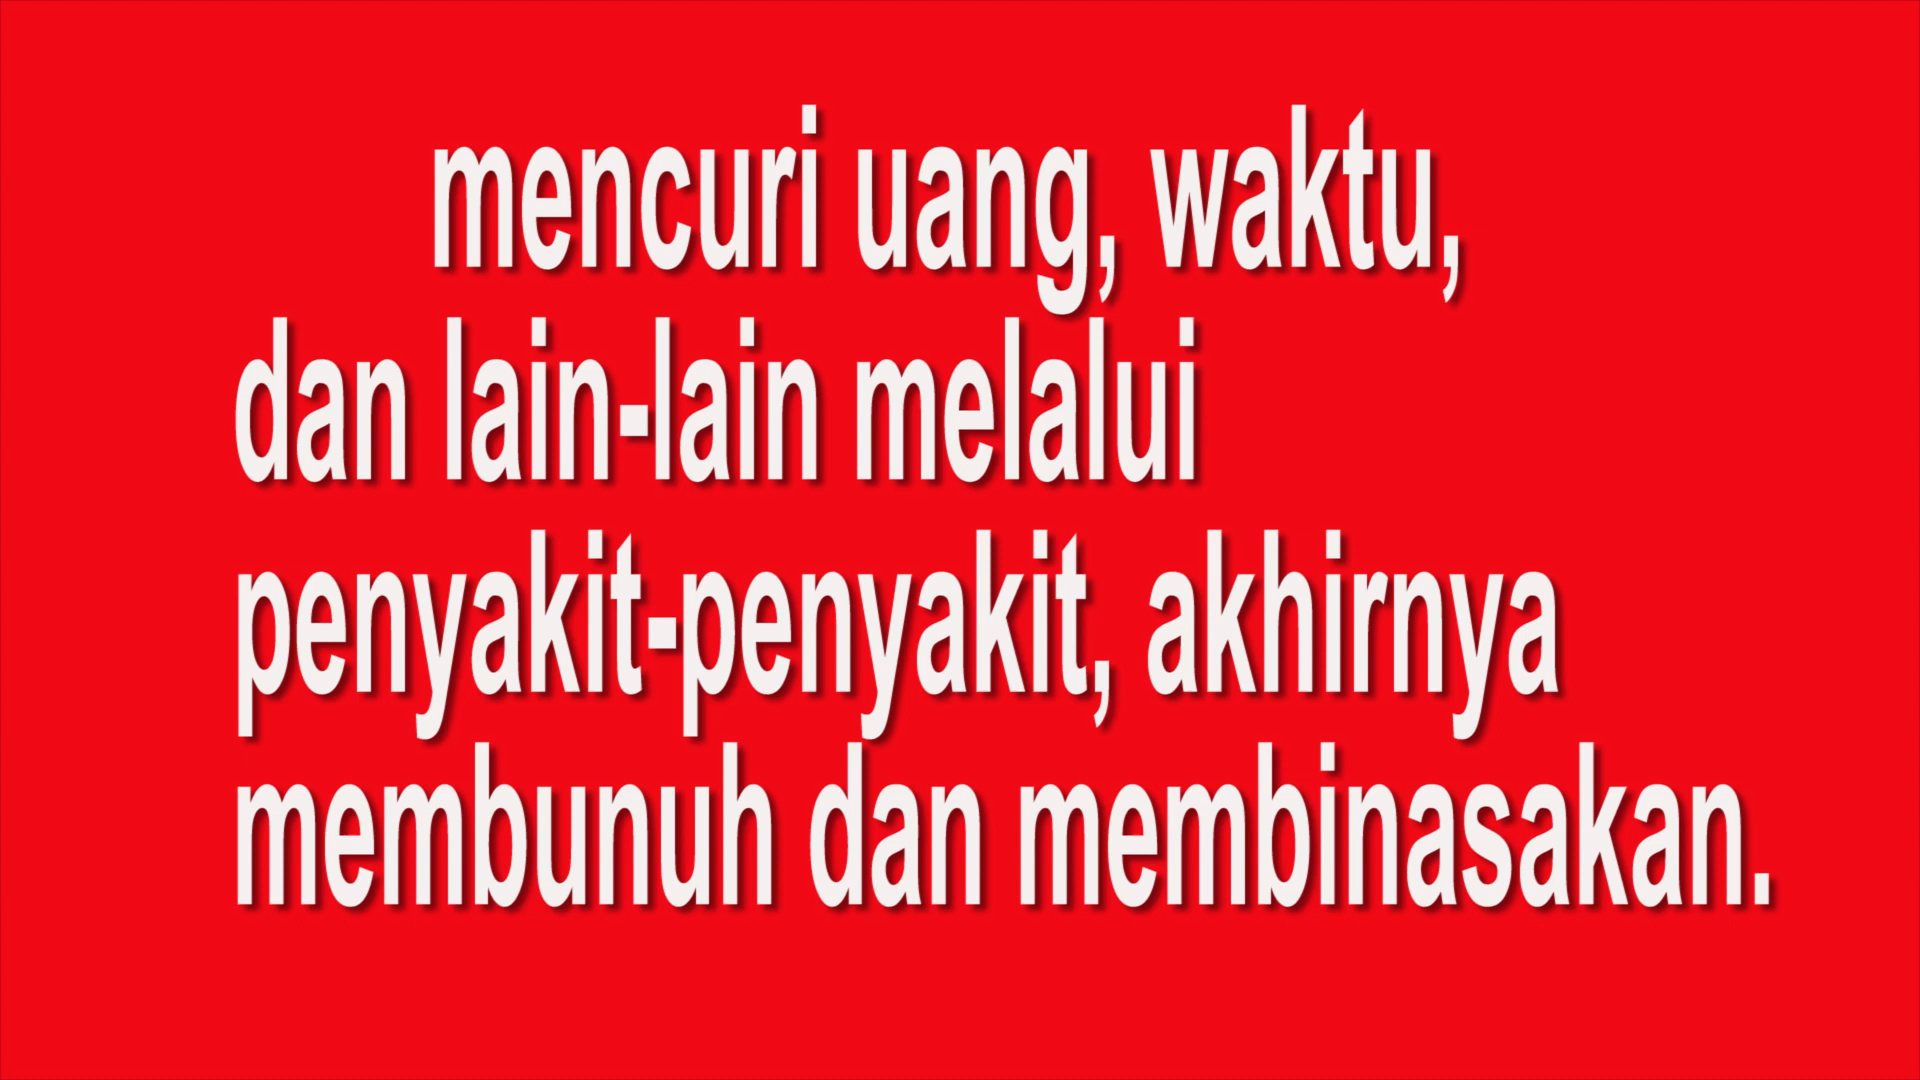 mencuri uang, waktu,
dan lain-lain melalui
penyakit-penyakit, akhirnya
membunuh dan membinasakan.